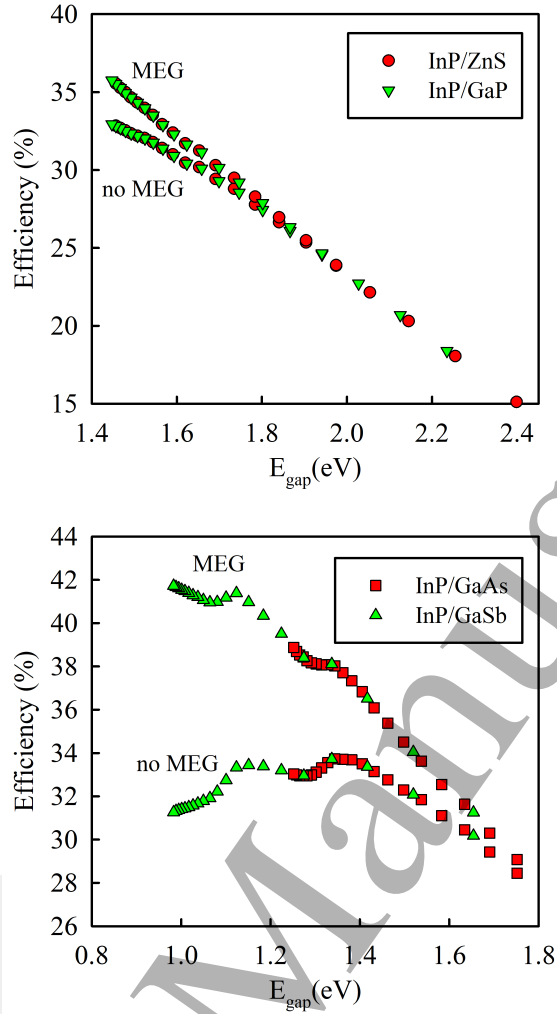 40
35
30
25
20
15
Efficiency (%)
MEG
no MEG
InP/ZnS
InP/GaP
1.4 1.6 1.8 2.0 2.2 2.4
E_gap(eV)
44
42
40
38
36
34
32
30
28
26
Efficiency (%)
MEG
no MEG
InP/GaAs
InP/GaSb
0.8 1.0 1.2 1.4 1.6 1.8
E_gap(eV)
Manus